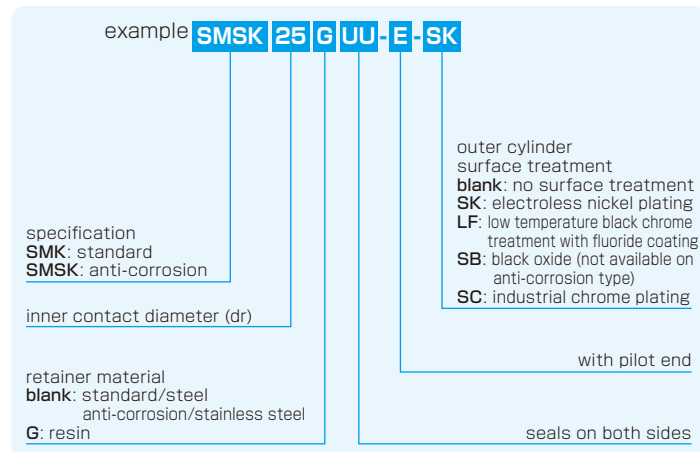 example SMSK 25 G UU - E - SK
specification
SMK: standard
SMSK: anti-corrosion
inner contact diameter (dr)
retainer material
blank: standard/steel
anti-corrosion/stainless steel
G: resin
outer cylinder
surface treatment
blank: no surface treatment
SK: electroless nickel plating
LF: low temperature black chrome
treatment with fluoride coating
SB: black oxide (not available on
anti-corrosion type)
SC: industrial chrome plating
with pilot end
seals on both sides